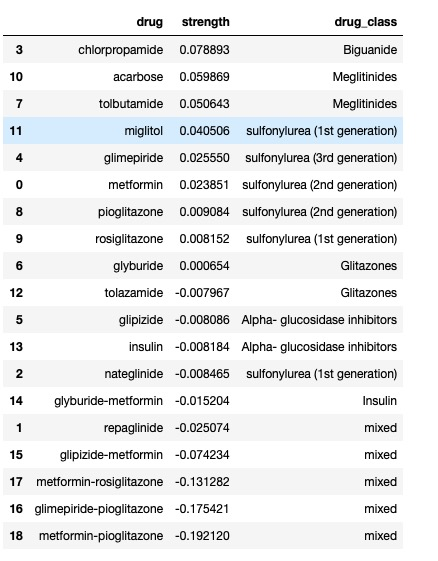 drug strength drug_class
3 chlorpropamide 0.078893 Biguanide
10 acarbose 0.059869 Meglitinides
7 tolbutamide 0.050643 Meglitinides
11 miglitol 0.040506 sulfonylurea (1st generation)
4 glimepiride 0.025550 sulfonylurea (3rd generation)
0 metformin 0.023851 sulfonylurea (2nd generation)
8 pioglitazone 0.009084 sulfonylurea (2nd generation)
9 rosiglitazone 0.008152 sulfonylurea (1st generation)
6 glyburide 0.000654 Glitazones
12 tolazamide -0.007967 Glitazones
5 glipizide -0.008086 Alpha- glucosidase inhibitors
13 insulin -0.008184 Alpha- glucosidase inhibitors
2 nateglinide -0.008465 sulfonylurea (1st generation)
14 glyburide-metformin -0.015204 Insulin
1 repaglinide -0.025074 mixed
15 glipizide-metformin -0.074234 mixed
17 metformin-rosiglitazone -0.131282 mixed
16 glimepiride-pioglitazone -0.175421 mixed
18 metformin-pioglitazone -0.192120 mixed